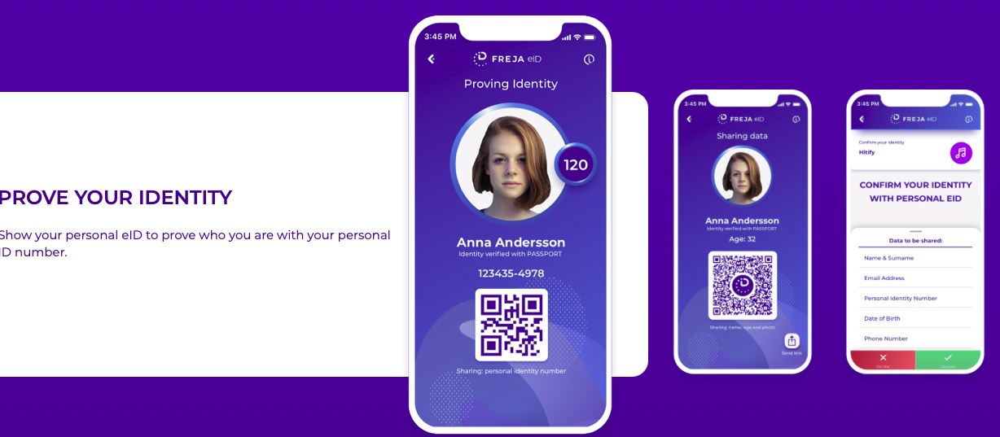 PROVE YOUR IDENTITY
Show your personal eID to prove who you are with your personal
ID number.
3:45 PM
FREJA eID
Proving Identity
120
Anna Andersson
Identity verified with PASSPORT
123435-4978
Sharing: personal identity number
3:45 PM
FREJA eID
Sharing data
Anna Andersson
Identity verified with PASSPORT
Age: 32
Sharing: name, age and photo
Send link
3:45 PM
FREJA eID
Confirm your identity
Hitify
CONFIRM YOUR IDENTITY
WITH PERSONAL EID
Data to be shared:
Name & Surname
Email Address
Personal Identity Number
Date of Birth
Phone Number